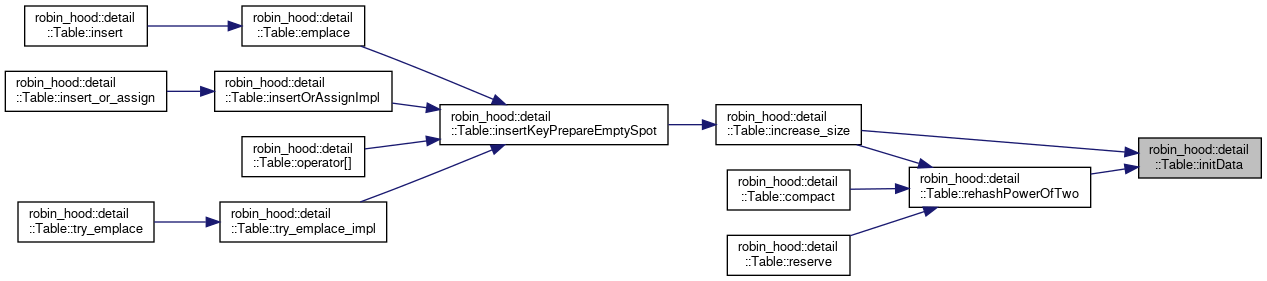 robin_hood::detail
::Table::insert
robin_hood::detail
::Table::emplace
robin_hood::detail
::Table::insert_or_assign
robin_hood::detail
::Table::insertOrAssignImpl
robin_hood::detail
::Table::operator[]
robin_hood::detail
::Table::try_emplace
robin_hood::detail
::Table::try_emplace_impl
robin_hood::detail
::Table::insertKeyPrepareEmptySpot
robin_hood::detail
::Table::increase_size
robin_hood::detail
::Table::compact
robin_hood::detail
::Table::reserve
robin_hood::detail
::Table::rehashPowerOfTwo
robin_hood::detail
::Table::initData